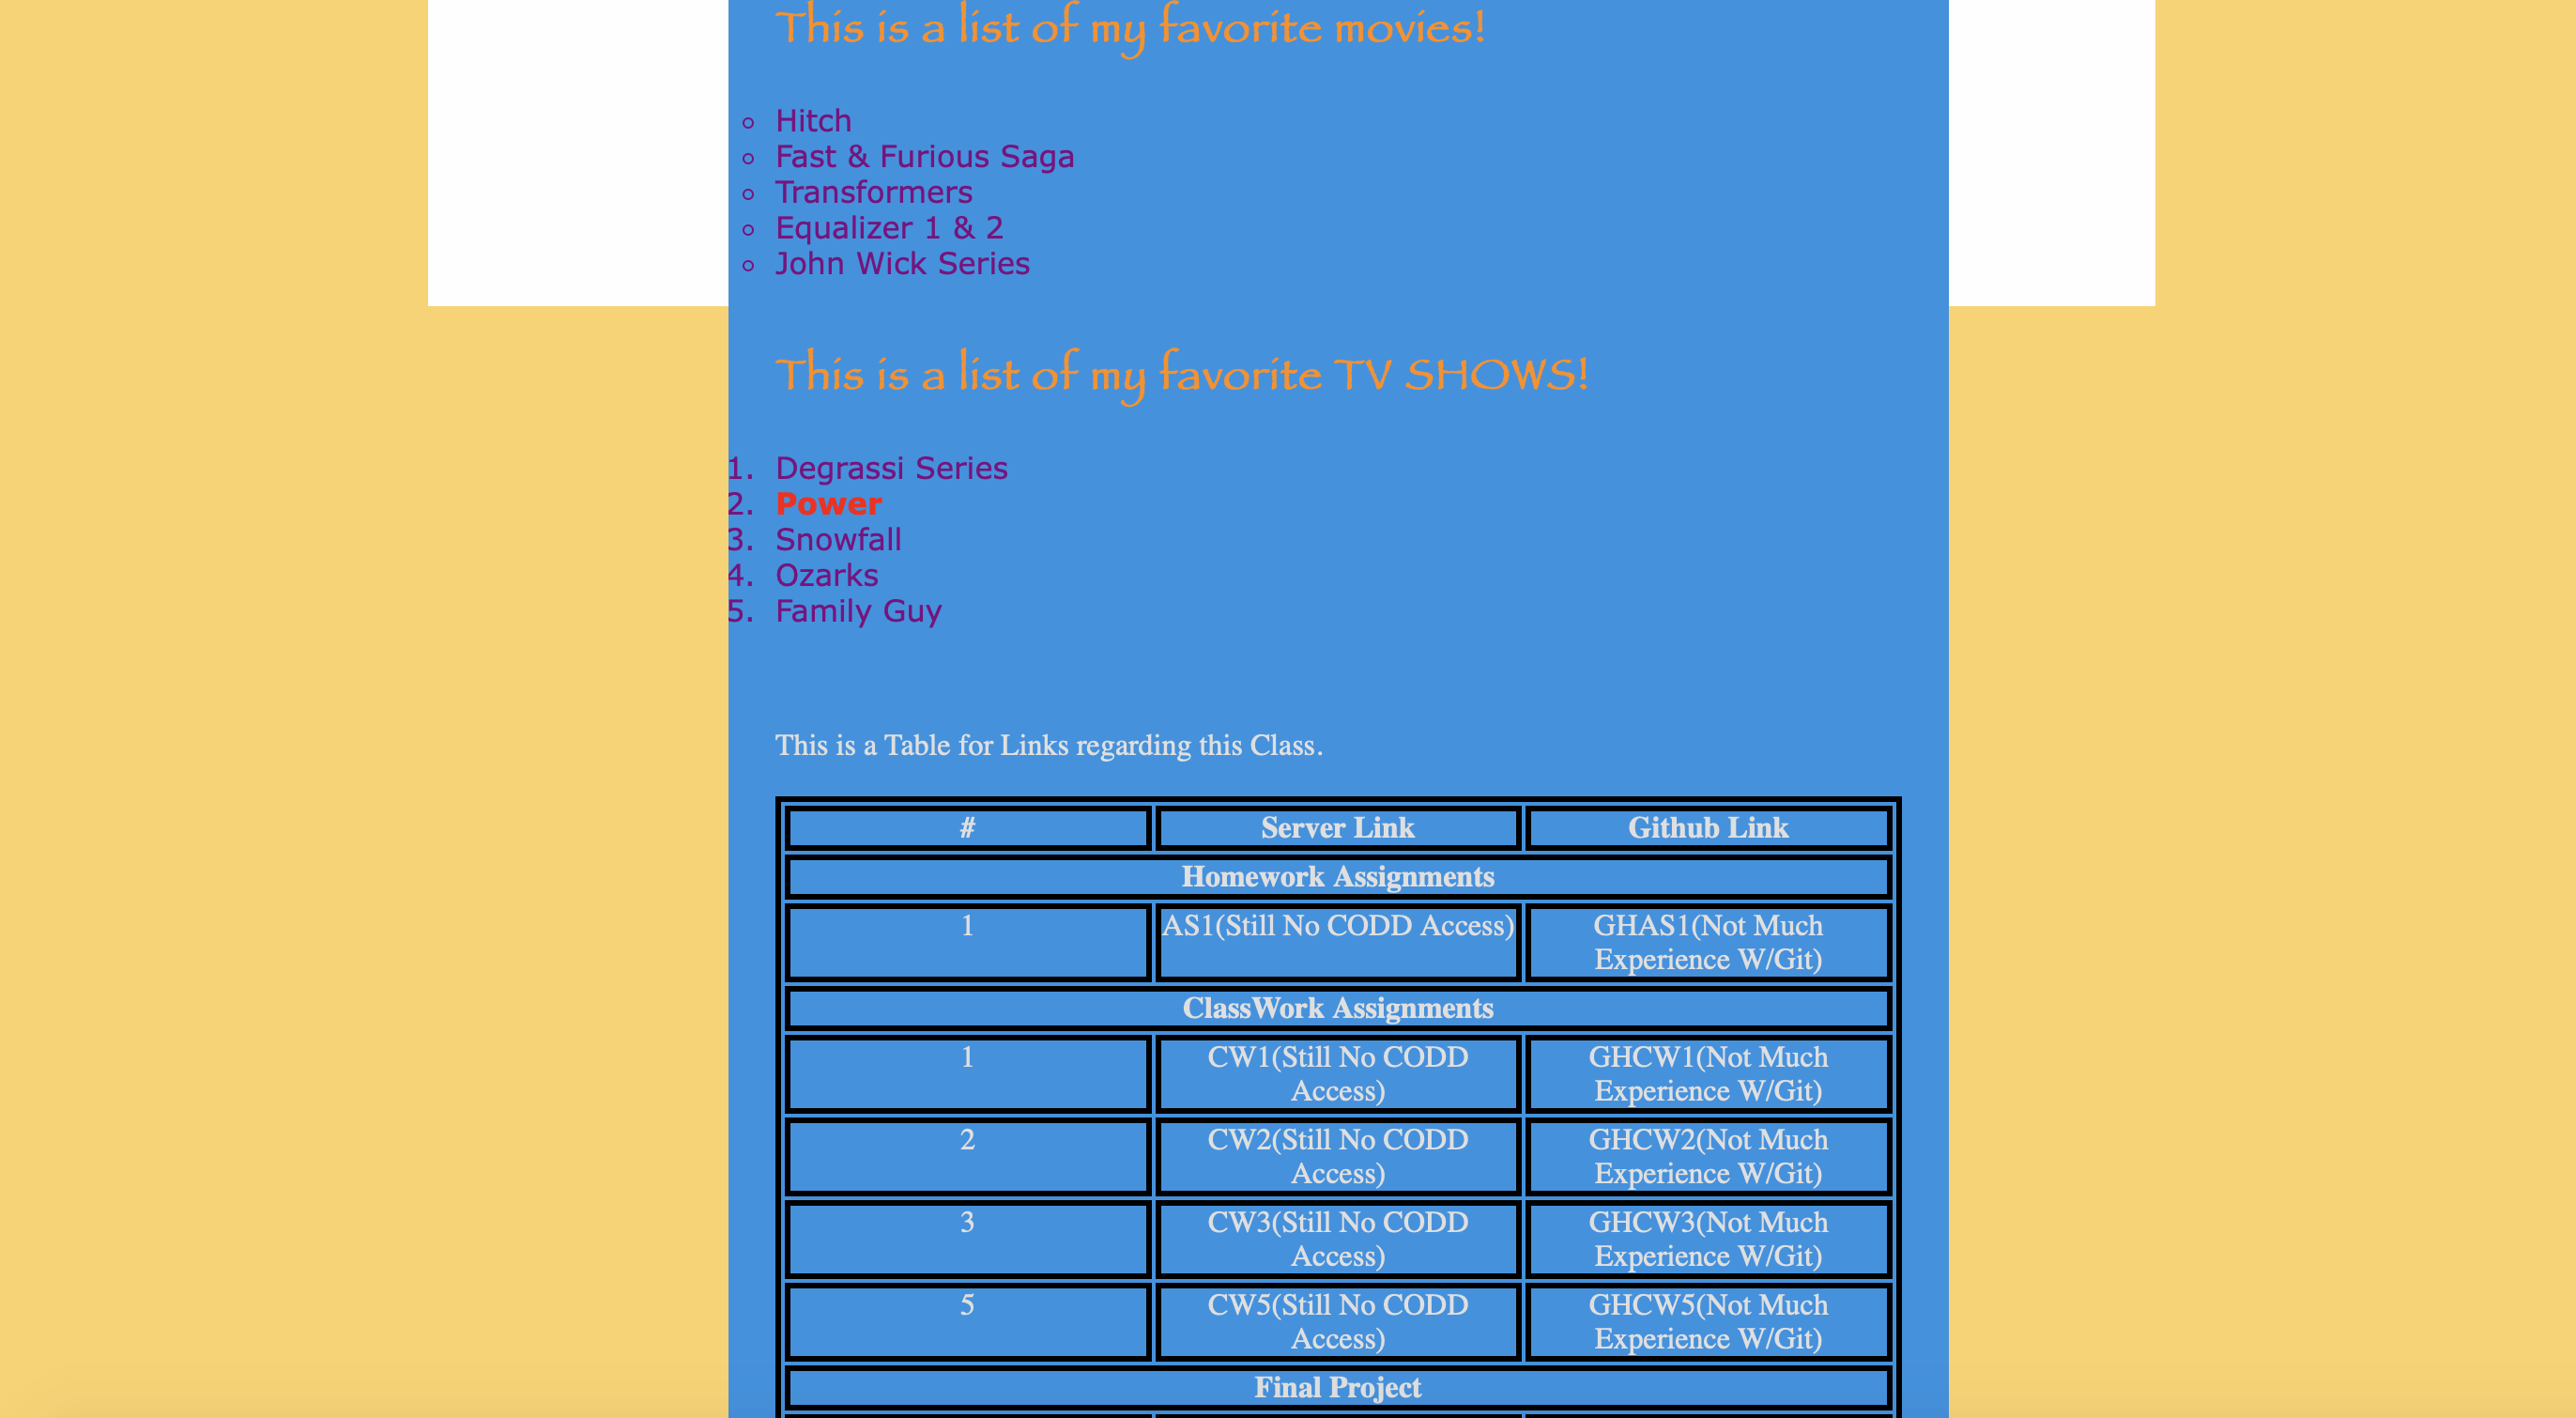 This is a list of my favorite movies!
Hitch
Fast & Furious Saga
Transformers
Equalizer 1 & 2
John Wick Series
This is a list of my favorite TV SHOWS!
1. Degrassi Series
2. Power
3. Snowfall
4. Ozarks
5. Family Guy
This is a Table for Links regarding this Class.
# Server Link Github Link
Homework Assignments
1 AS1(Still No CODD Access) GHAS1(Not Much
Experience W/Git)
ClassWork Assignments
1 CW1(Still No CODD GHCW1(Not Much
Access) Experience W/Git)
2 CW2(Still No CODD GHCW2(Not Much
Access) Experience W/Git)
3 CW3(Still No CODD GHCW3(Not Much
Access) Experience W/Git)
5 CW5(Still No CODD GHCW5(Not Much
Access) Experience W/Git)
Final Project